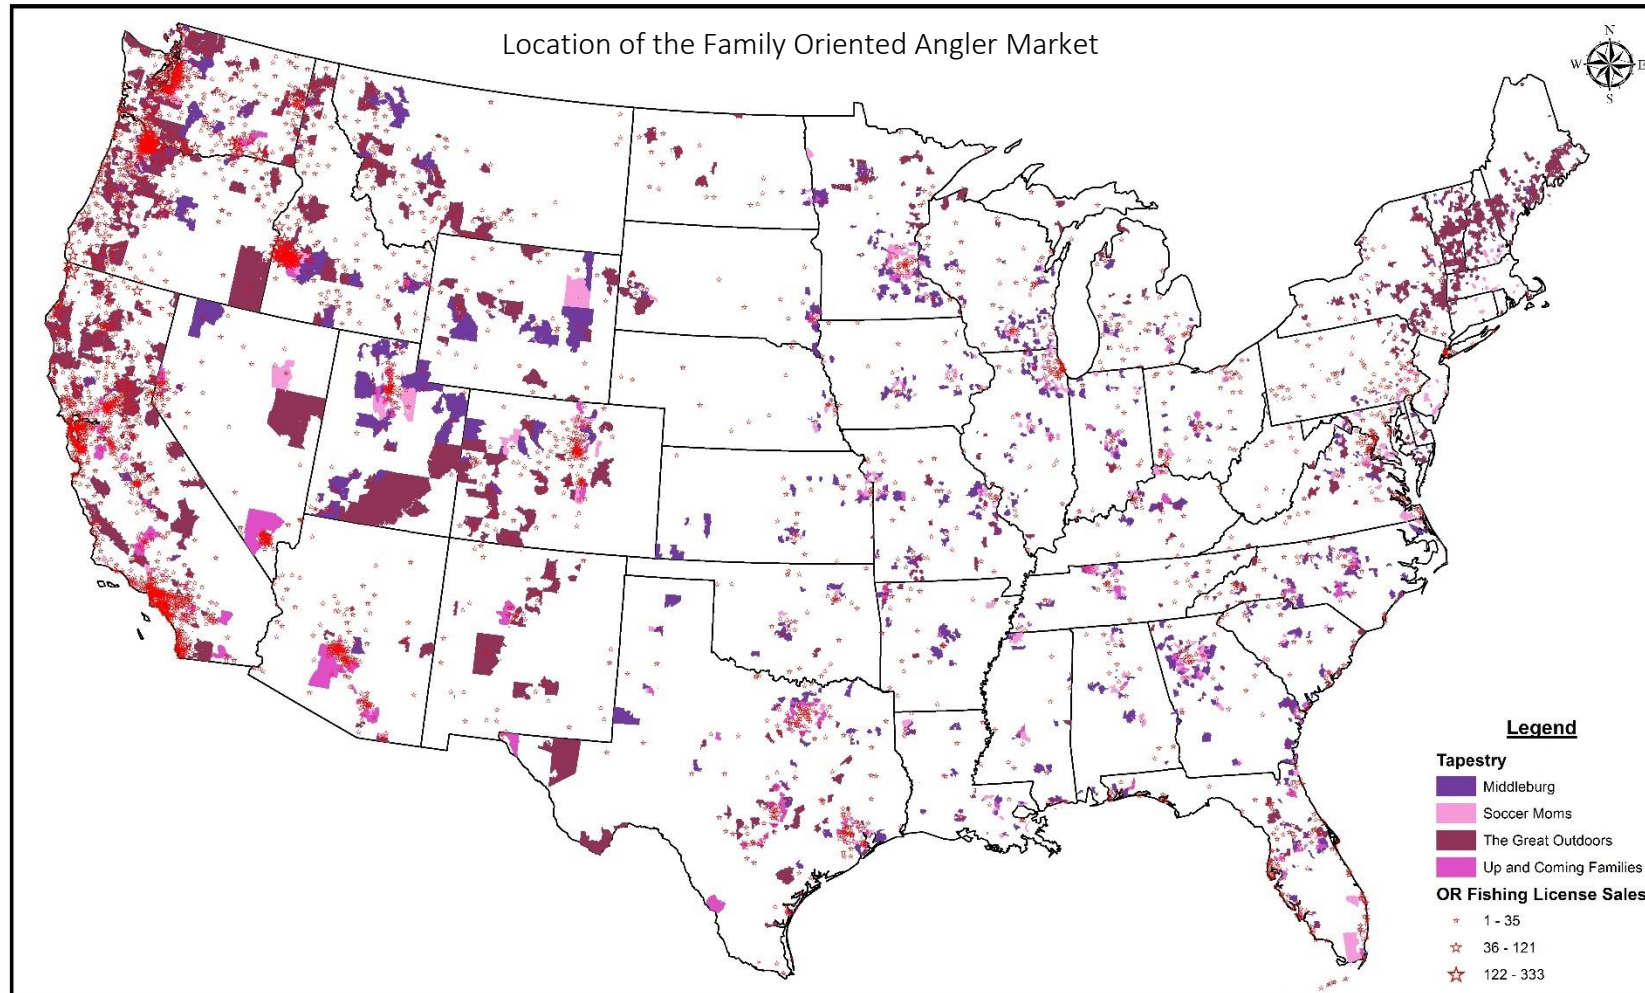 Location of the Family Oriented Angler Market
N
W
E
S
Legend
Tapestry
Middleburg
Soccer Moms
The Great Outdoors
Up and Coming Families
OR Fishing License Sales
1 - 35
36 - 121
122 - 333